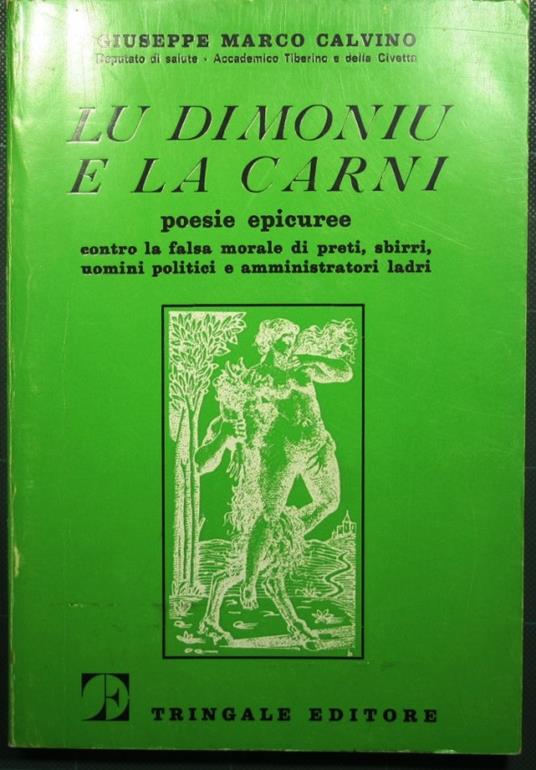 GIUSEPPE MARCO CALVINO
Deputato di salute - Accademico Tiberino e della Civetta
LU DIMONIU
E LA CARNI
poesie epicuree
contro la falsa morale di preti, sbirri,
uomini politici e amministratori ladri
TE
TRINGALE EDITORE